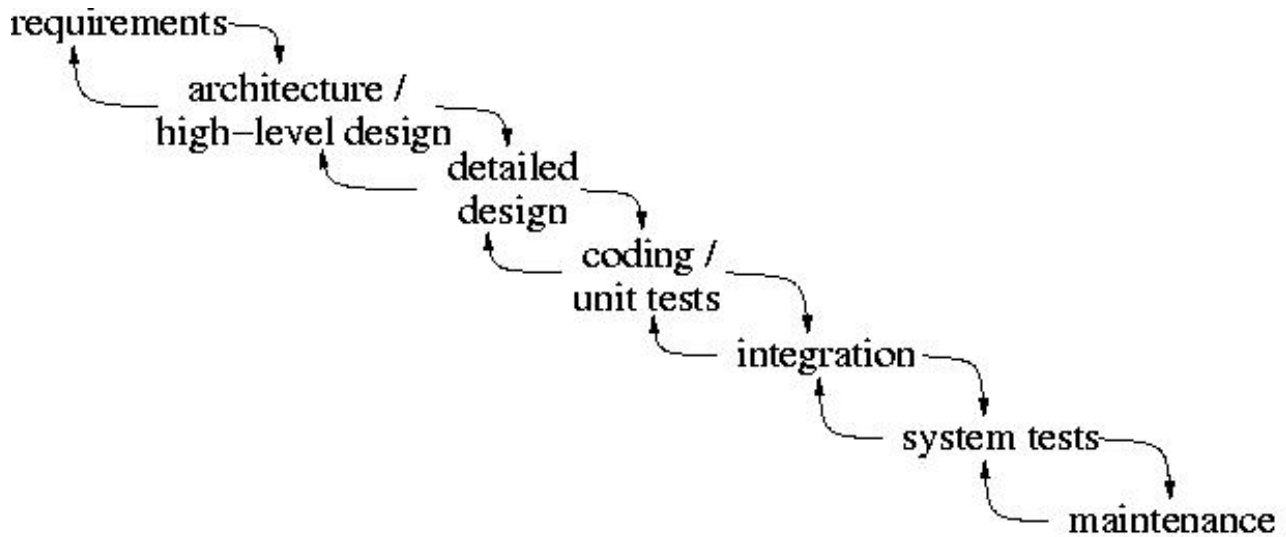 requirements
architecture /
high-level design
detailed
design
coding /
unit tests
integration
system tests
maintenance